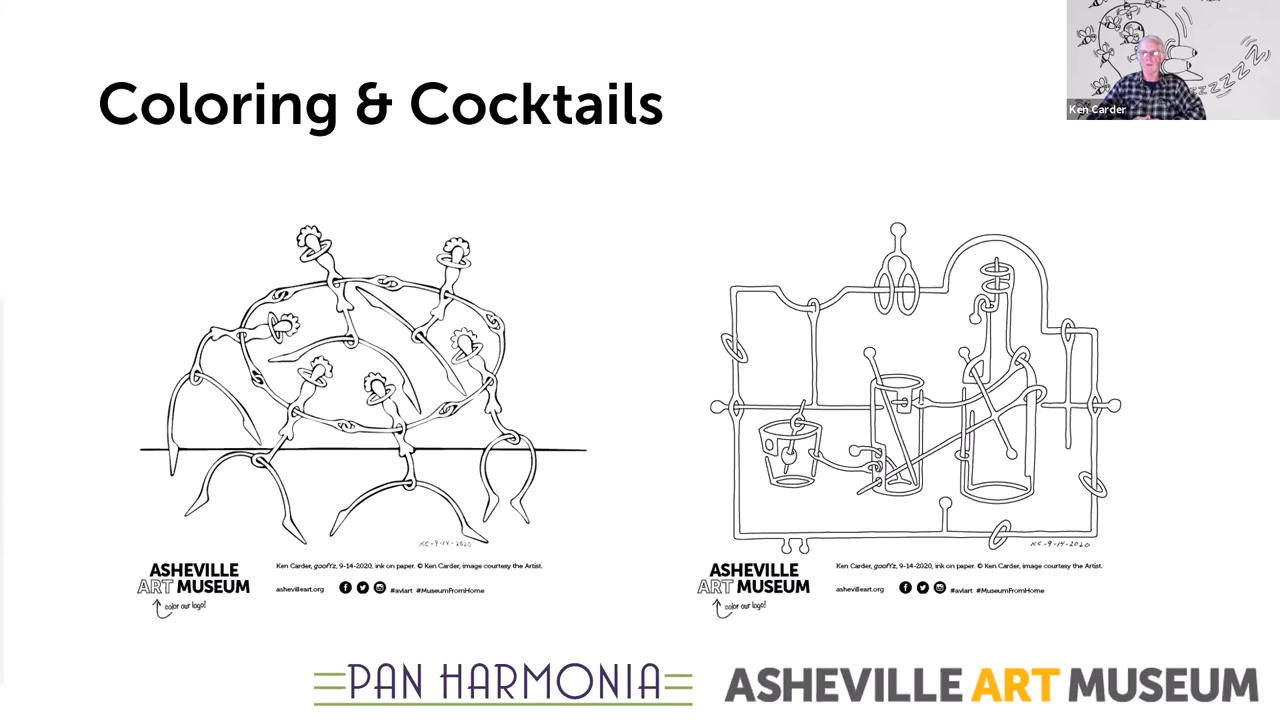 Coloring & Cocktails
Ken Carder
ZZZZZ
KC-9-14-2020
KC-9-14-2020
ASHEVILLE
ART MUSEUM
color our logo!
Ken Carder, goofYz, 9-14-2020, ink on paper. © Ken Carder, image courtesy the Artist.
ashevilleart.org
#avlart #MuseumFromHome
ASHEVILLE
ART MUSEUM
color our logo!
Ken Carder, goofYz, 9-14-2020, ink on paper. © Ken Carder, image courtesy the Artist.
ashevilleart.org
#avlart #MuseumFromHome
PAN HARMONIA
ASHEVILLE ART MUSEUM